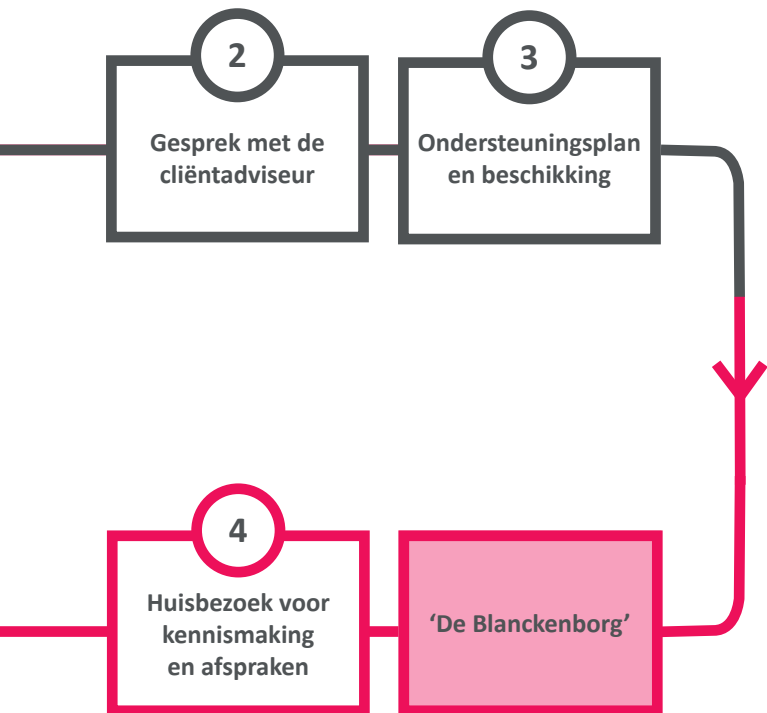 2
Gesprek met de
cliëntadviseur
3
Ondersteuningsplan
en beschikking
4
Huisbezoek voor
kennismaking
en afspraken
‘De Blanckenborg’